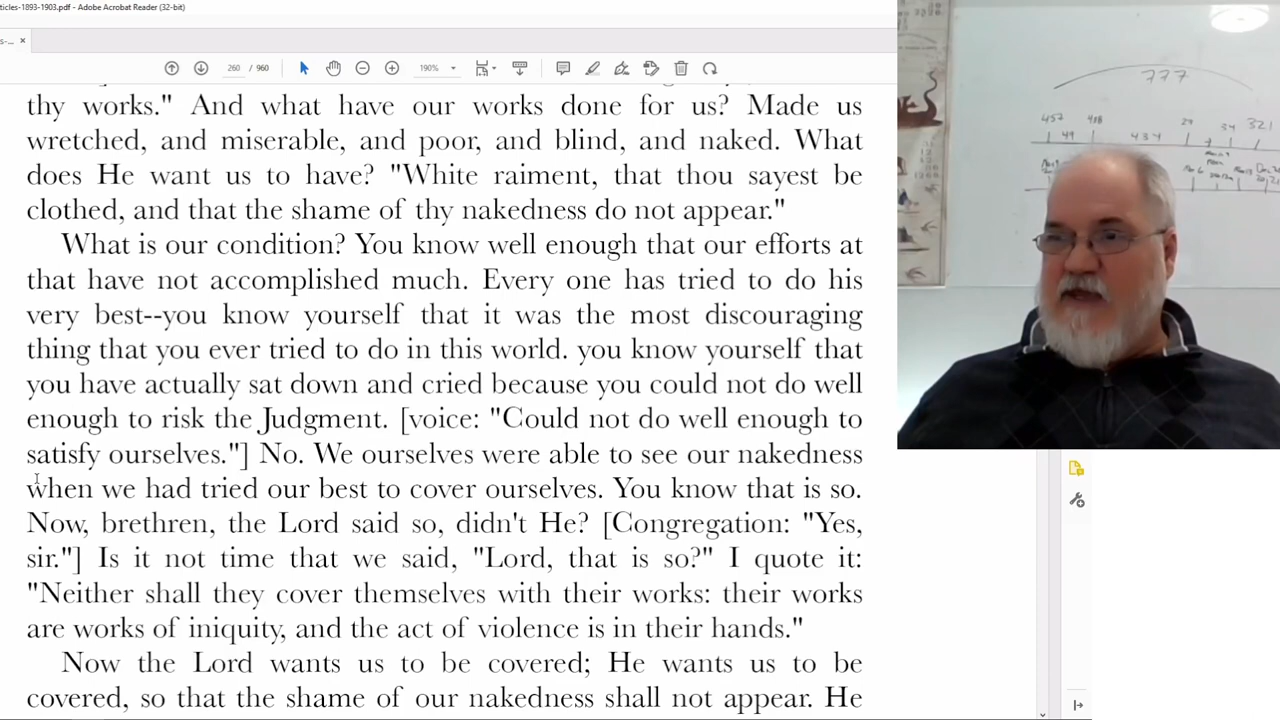 ticles-1893-1903.pdf - Adobe Acrobat Reader (32-bit)
s-... ×
260 / 960
190%
thy works." And what have our works done for us? Made us
wretched, and miserable, and poor, and blind, and naked. What
does He want us to have? "White raiment, that thou sayest be
clothed, and that the shame of thy nakedness do not appear."
What is our condition? You know well enough that our efforts at
that have not accomplished much. Every one has tried to do his
very best--you know yourself that it was the most discouraging
thing that you ever tried to do in this world. you know yourself that
you have actually sat down and cried because you could not do well
enough to risk the Judgment. [voice: "Could not do well enough to
satisfy ourselves."] No. We ourselves were able to see our nakedness
when we had tried our best to cover ourselves. You know that is so.
Now, brethren, the Lord said so, didn't He? [Congregation: "Yes,
sir."] Is it not time that we said, "Lord, that is so?" I quote it:
"Neither shall they cover themselves with their works: their works
are works of iniquity, and the act of violence is in their hands."
Now the Lord wants us to be covered; He wants us to be
covered, so that the shame of our nakedness shall not appear. He
777
457 408 27 34 321
49 434